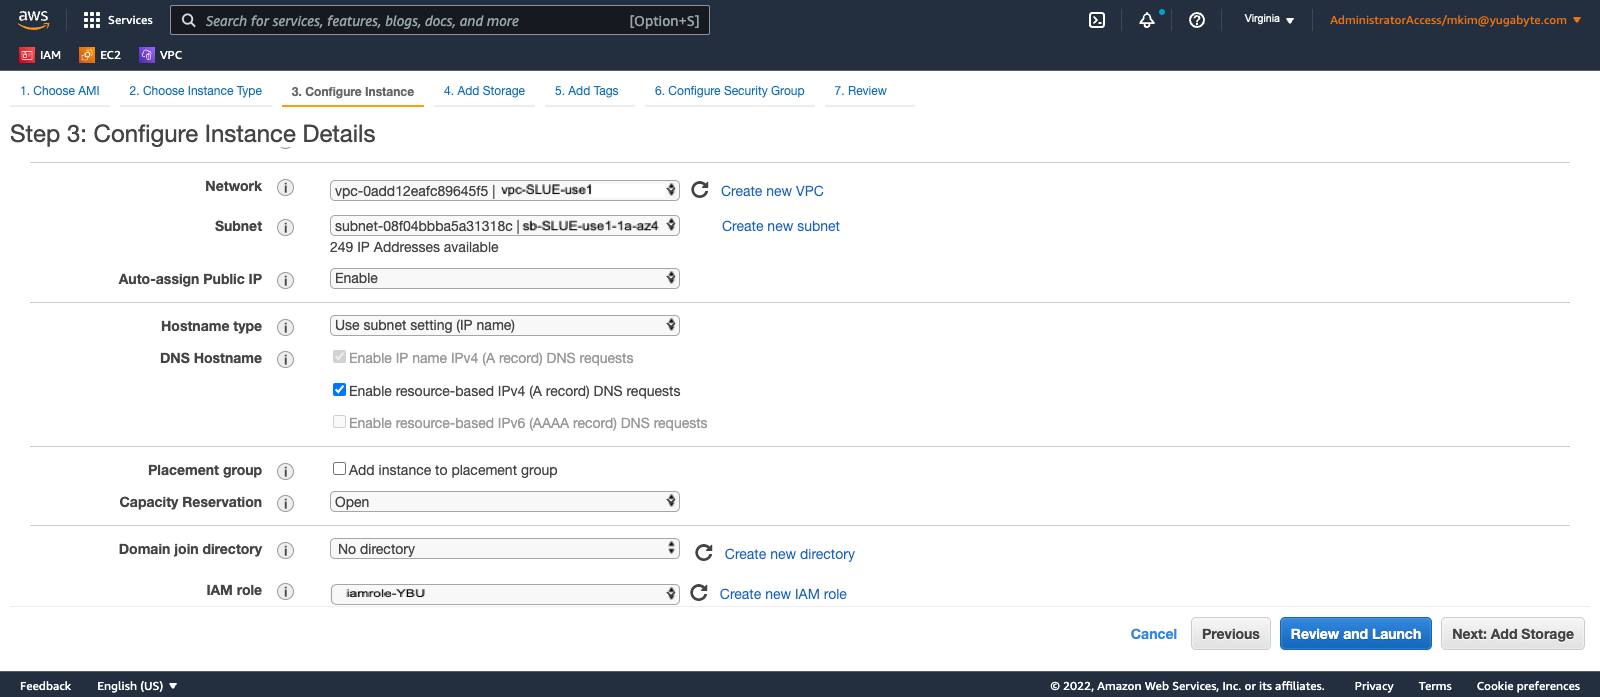 aws Services Search for services, features, blogs, docs, and more [Option+S] Virginia AdministratorAccess/mkim@yugabyte.com
IAM EC2 VPC
1. Choose AMI 2. Choose Instance Type 3. Configure Instance 4. Add Storage 5. Add Tags 6. Configure Security Group 7. Review
Step 3: Configure Instance Details
Network vpc-0add12eafc89645f5 | vpc-SLUE-use1 Create new VPC
Subnet subnet-08f04bbba5a31318c | sb-SLUE-use1-1a-az4 Create new subnet
249 IP Addresses available
Auto-assign Public IP Enable
Hostname type Use subnet setting (IP name)
DNS Hostname Enable IP name IPv4 (A record) DNS requests
Enable resource-based IPv4 (A record) DNS requests
Enable resource-based IPv6 (AAAA record) DNS requests
Placement group Add instance to placement group
Capacity Reservation Open
Domain join directory No directory Create new directory
IAM role iamrole-YBU Create new IAM role
Cancel Previous Review and Launch Next: Add Storage
Feedback English (US) © 2022, Amazon Web Services, Inc. or its affiliates. Privacy Terms Cookie preferences